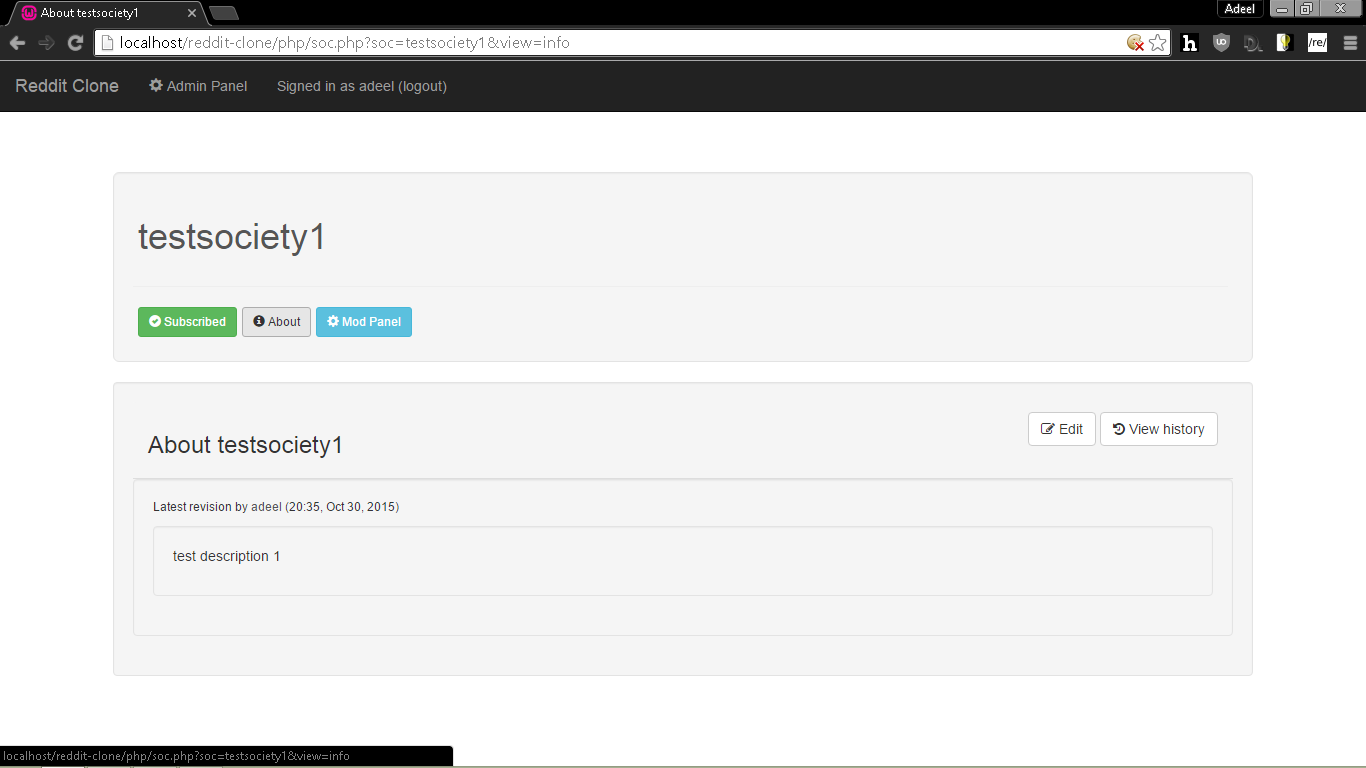 About testsociety1
Adeel
localhost/reddit-clone/php/soc.php?soc=testsociety1&view=info
h
UO
/re/
Reddit Clone Admin Panel Signed in as adeel (logout)
testsociety1
Subscribed About Mod Panel
About testsociety1
Edit View history
Latest revision by adeel (20:35, Oct 30, 2015)
test description 1
localhost/reddit-clone/php/soc.php?soc=testsociety1&view=info